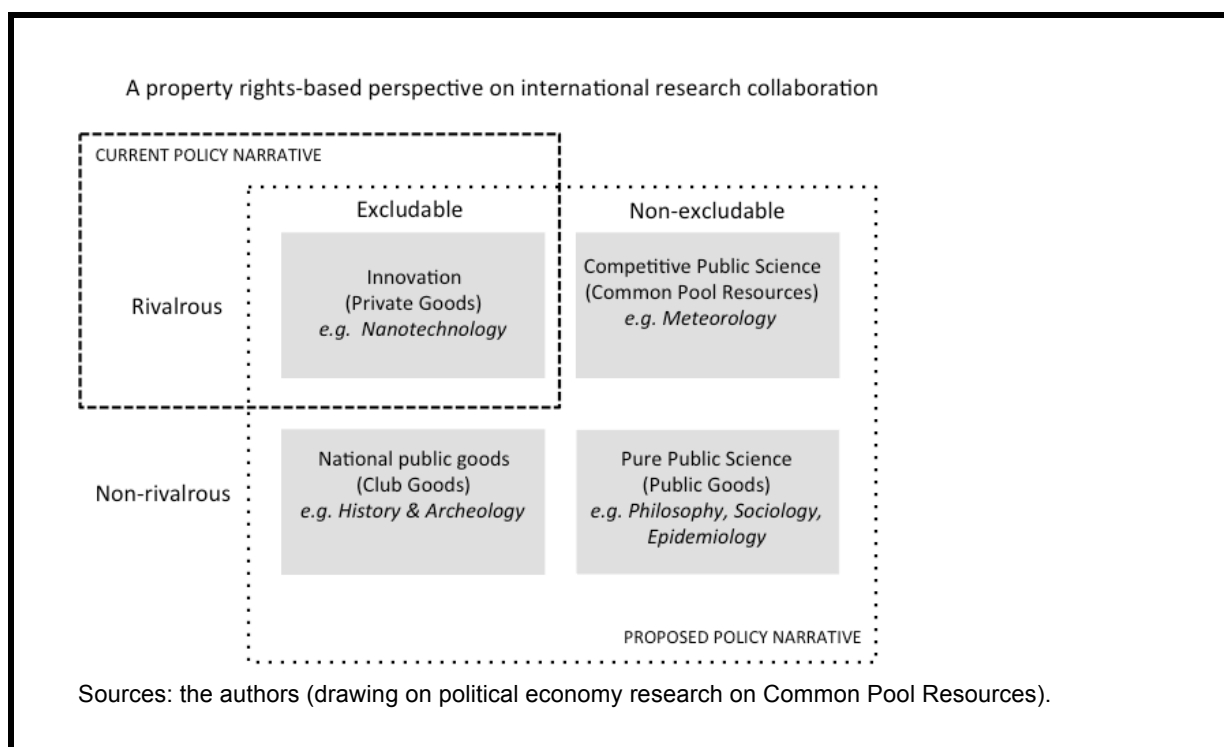 A property rights-based perspective on international research collaboration
CURRENT POLICY NARRATIVE
Excludable
Non-excludable
Rivalrous
Innovation
(Private Goods)
e.g. Nanotechnology
Competitive Public Science
(Common Pool Resources)
e.g. Meteorology
Non-rivalrous
National public goods
(Club Goods)
e.g. History & Archeology
Pure Public Science
(Public Goods)
e.g. Philosophy, Sociology,
Epidemiology
PROPOSED POLICY NARRATIVE
Sources: the authors (drawing on political economy research on Common Pool Resources).